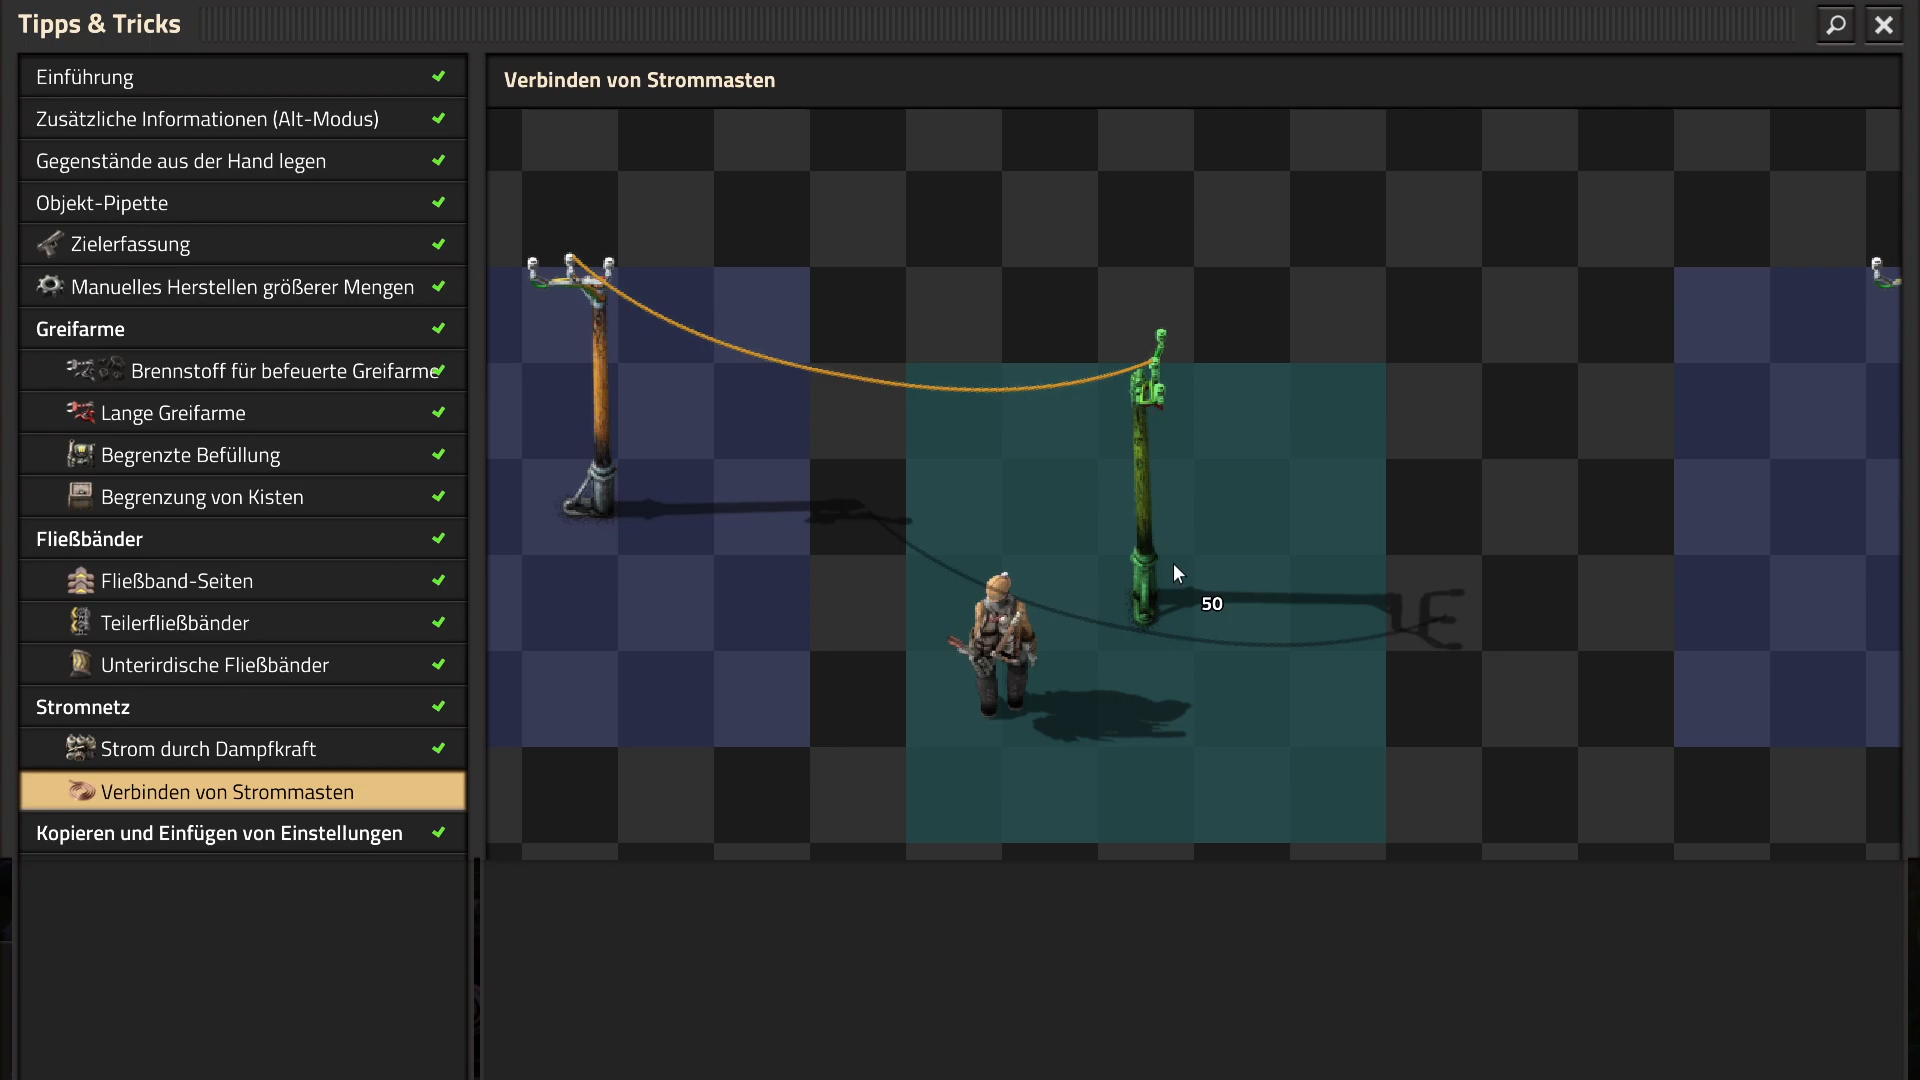 Tipps & Tricks
Einführung
Zusätzliche Informationen (Alt-Modus)
Gegenstände aus der Hand legen
Objekt-Pipette
Zielerfassung
Manuelles Herstellen größerer Mengen
Greifarme
Brennstoff für befeuerte Greifarme
Lange Greifarme
Begrenzte Befüllung
Begrenzung von Kisten
Fließbänder
Fließband-Seiten
Teilerfließbänder
Unterirdische Fließbänder
Stromnetz
Strom durch Dampfkraft
Verbinden von Strommasten
Kopieren und Einfügen von Einstellungen
Verbinden von Strommasten
50